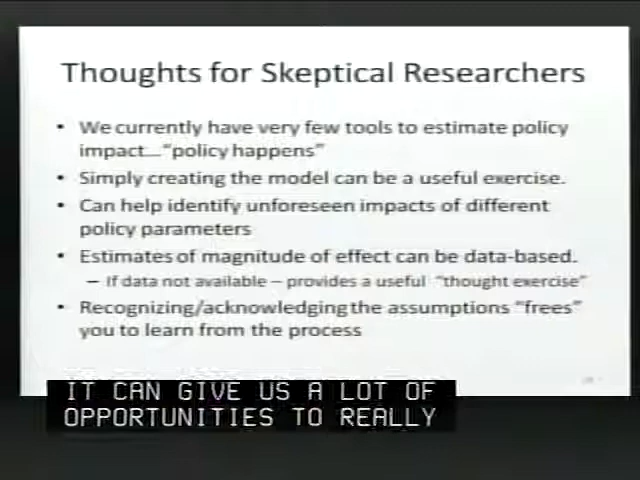 Thoughts for Skeptical Researchers
• We currently have very few tools to estimate policy
impact…"policy happens"
• Simply creating the model can be a useful exercise.
• Can help identify unforeseen impacts of different
policy parameters
• Estimates of magnitude of effect can be data-based.
– If data not available – provides a useful "thought exercise"
• Recognizing/acknowledging the assumptions "frees"
you to learn from the process
IT CAN GIVE US A LOT OF
OPPORTUNITIES TO REALLY